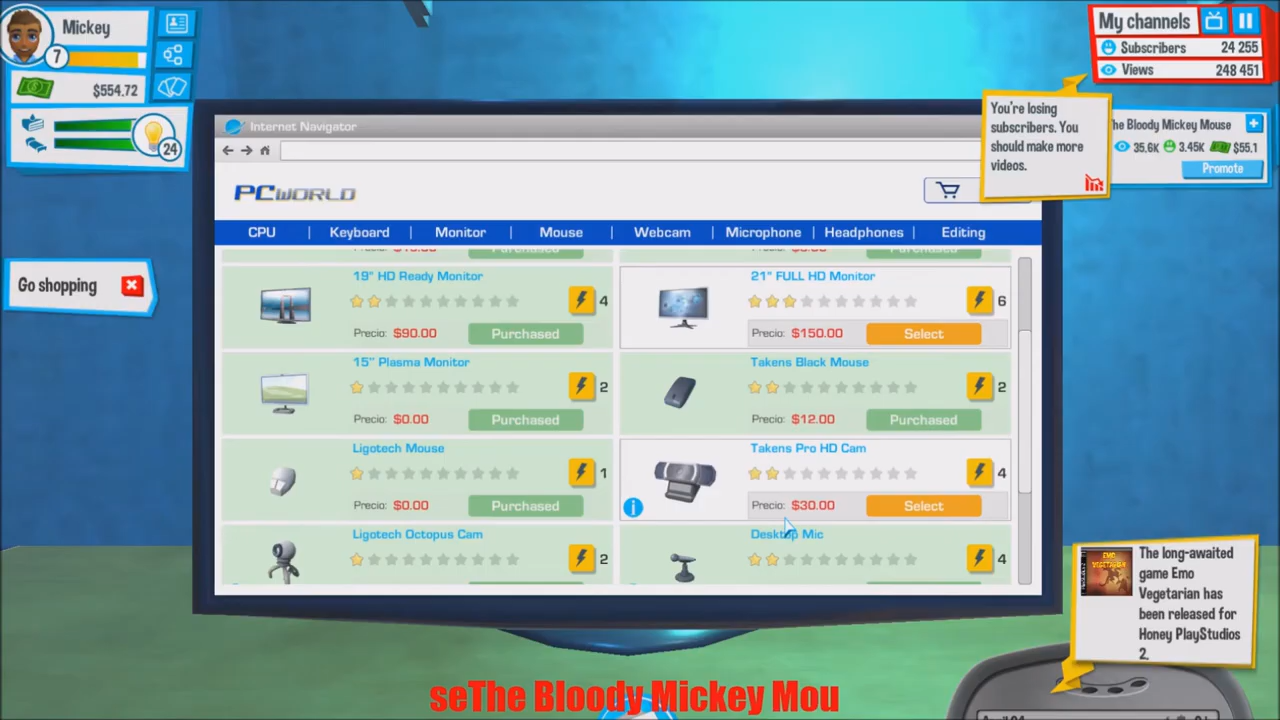 Mickey
7
$554.72
24
My channels
Subscribers 24 255
Views 248 451
You're losing
subscribers. You
should make more
videos.
The Bloody Mickey Mouse
35.6K 3.45K $55.1
Promote
Internet Navigator
PCWORLD
CPU | Keyboard | Monitor | Mouse | Webcam | Microphone | Headphones | Editing
Go shopping
19" HD Ready Monitor
4
Precio: $90.00 Purchased
21" FULL HD Monitor
6
Precio: $150.00 Select
15" Plasma Monitor
2
Precio: $0.00 Purchased
Takens Black Mouse
2
Precio: $12.00 Purchased
Ligotech Mouse
1
Precio: $0.00 Purchased
Takens Pro HD Cam
4
Precio: $30.00 Select
Ligotech Octopus Cam
2
Desktop Mic
4
EMO
VEGETARIAN
The long-awaited
game Emo
Vegetarian has
been released for
Honey PlayStudios
2.
seThe Bloody Mickey Mou